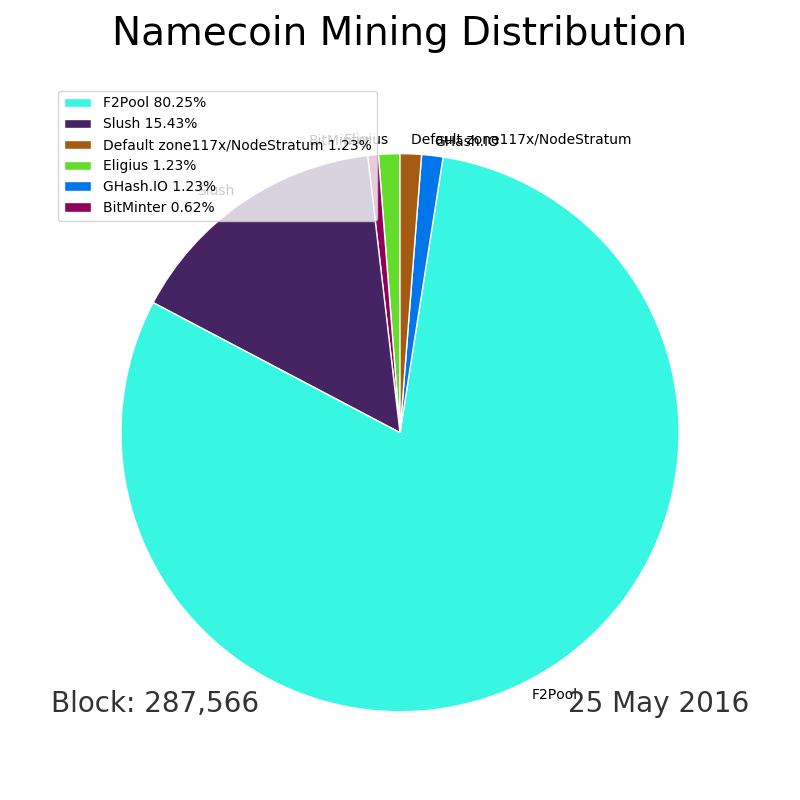 Namecoin Mining Distribution
F2Pool 80.25%
Slush 15.43%
Default zone117x/NodeStratum 1.23%
Eligius 1.23%
GHash.IO 1.23%
BitMinter 0.62%
BitMinter
Eligius
Default zone117x/NodeStratum
GHash.IO
Slush
F2Pool
Block: 287,566
25 May 2016